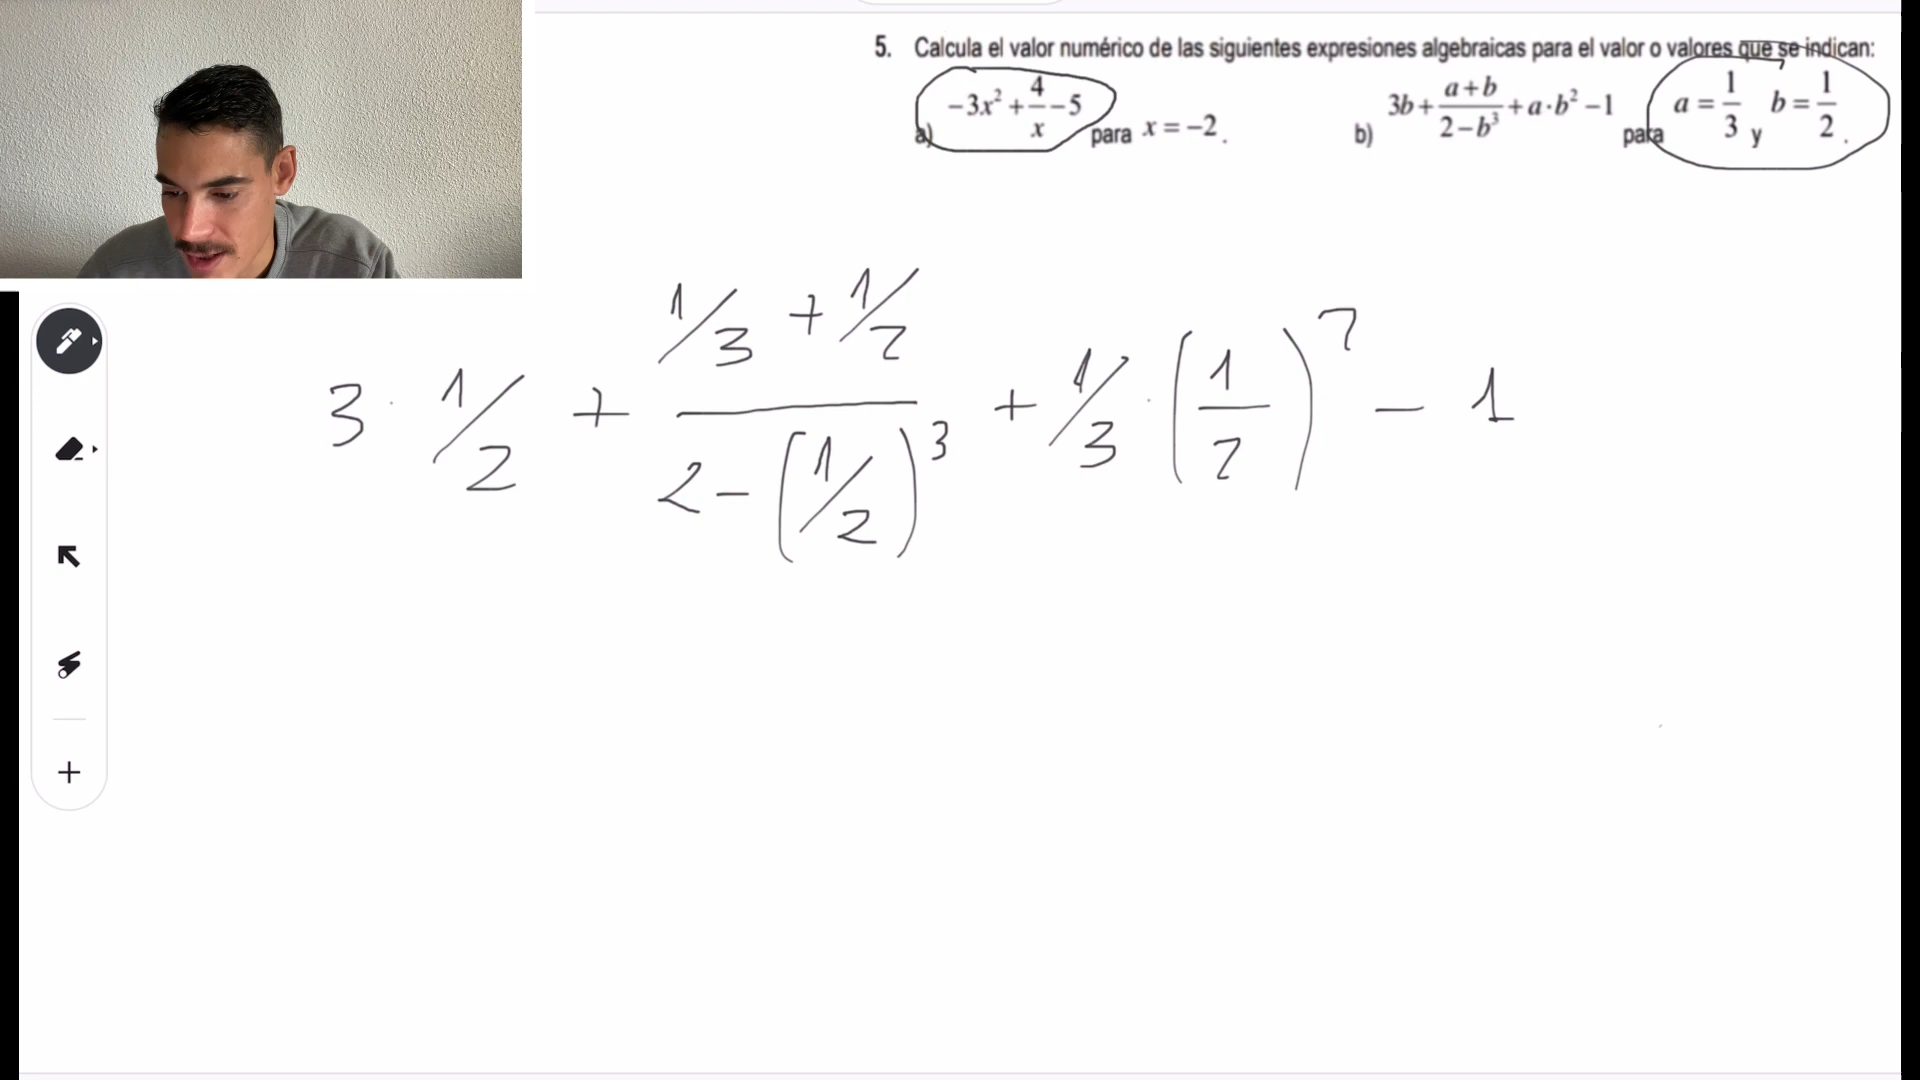 5. Calcula el valor numérico de las siguientes expresiones algebraicas para el valor o valores que se indican:
a) −3x² + 4/x − 5 para x = −2 . b) 3b + (a+b)/(2−b³) + a·b² − 1 para a = 1/3 y b = 1/2 .
3 · 1/2 + (1/3 + 1/2)/(2 − (1/2)³) + 1/3 · (1/2)² − 1